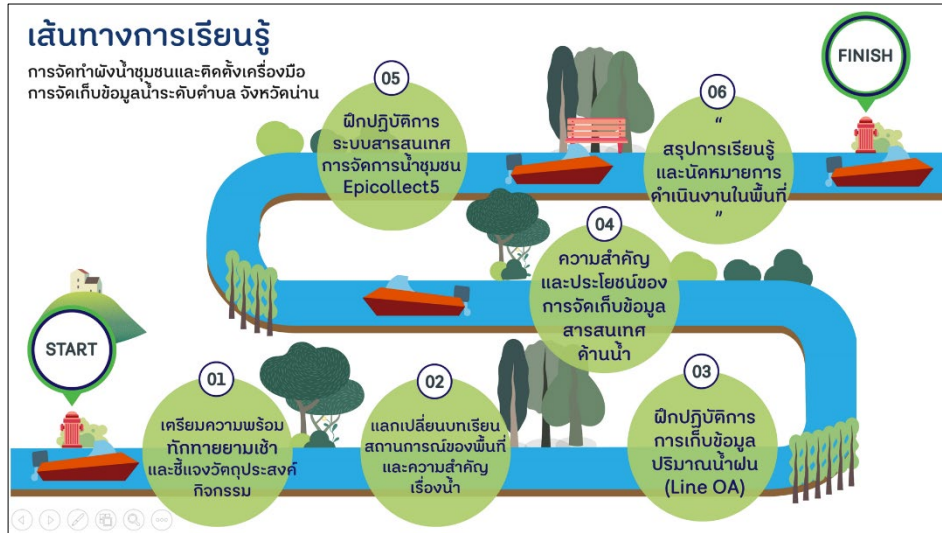 เส้นทางการเรียนรู้
การจัดทำผังน้ำชุมชนและติดตั้งเครื่องมือ
การจัดเก็บข้อมูลน้ำระดับตำบล จังหวัดน่าน
START
01
เตรียมความพร้อม
ทักทายยามเช้า
และชี้แจงวัตถุประสงค์
กิจกรรม
02
แลกเปลี่ยนบทเรียน
สถานการณ์ของพื้นที่
และความสำคัญ
เรื่องน้ำ
03
ฝึกปฏิบัติการ
การเก็บข้อมูล
ปริมาณน้ำฝน
(Line OA)
04
ความสำคัญ
และประโยชน์ของ
การจัดเก็บข้อมูล
สารสนเทศ
ด้านน้ำ
05
ฝึกปฏิบัติการ
ระบบสารสนเทศ
การจัดการน้ำชุมชน
Epicollect5
06
“
สรุปการเรียนรู้
และนัดหมายการ
ดำเนินงานในพื้นที่
”
FINISH